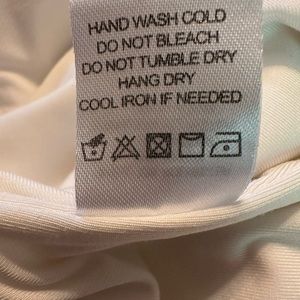 HAND WASH COLD
DO NOT BLEACH
DO NOT TUMBLE DRY
HANG DRY
COOL IRON IF NEEDED